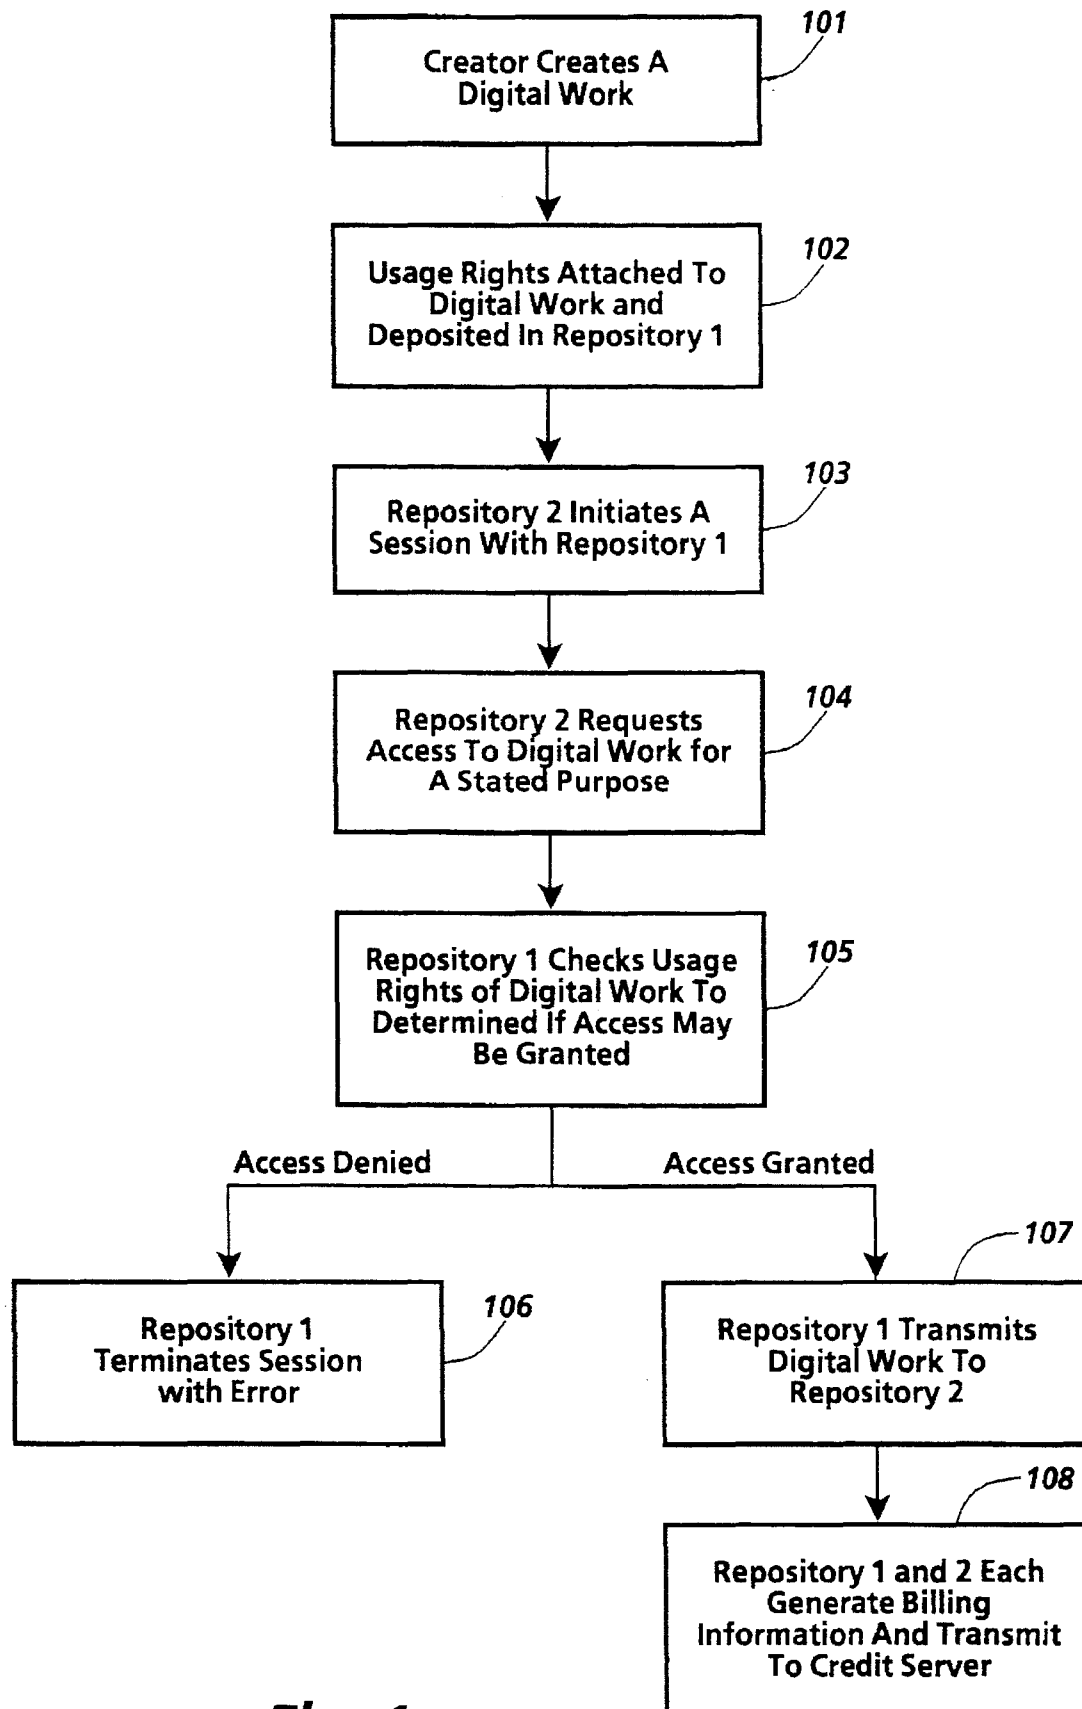 101
Creator Creates A
Digital Work
102
Usage Rights Attached To
Digital Work and
Deposited In Repository 1
103
Repository 2 Initiates A
Session With Repository 1
104
Repository 2 Requests
Access To Digital Work for
A Stated Purpose
105
Repository 1 Checks Usage
Rights of Digital Work To
Determined If Access May
Be Granted
Access Denied
Access Granted
106
Repository 1
Terminates Session
with Error
107
Repository 1 Transmits
Digital Work To
Repository 2
108
Repository 1 and 2 Each
Generate Billing
Information And Transmit
To Credit Server